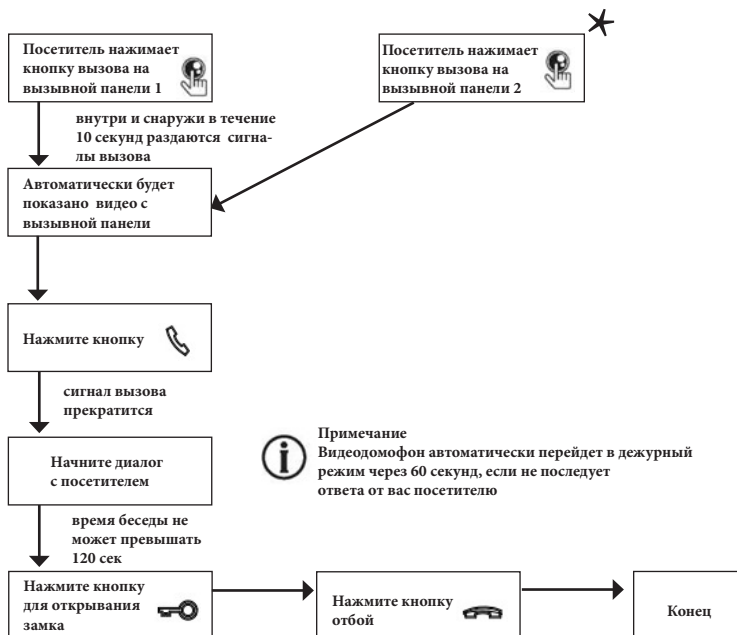 Посетитель нажимает
кнопку вызова на
вызывной панели 1
Посетитель нажимает
кнопку вызова на
вызывной панели 2
внутри и снаружи в течение
10 секунд раздаются сигна-
лы вызова
Автоматически будет
показано видео с
вызывной панели
Нажмите кнопку
сигнал вызова
прекратится
Начните диалог
с посетителем
Примечание
Видеодомофон автоматически перейдет в дежурный
режим через 60 секунд, если не последует
ответа от вас посетителю
время беседы не
может превышать
120 сек
Нажмите кнопку
для открывания
замка
Нажмите кнопку
отбой
Конец